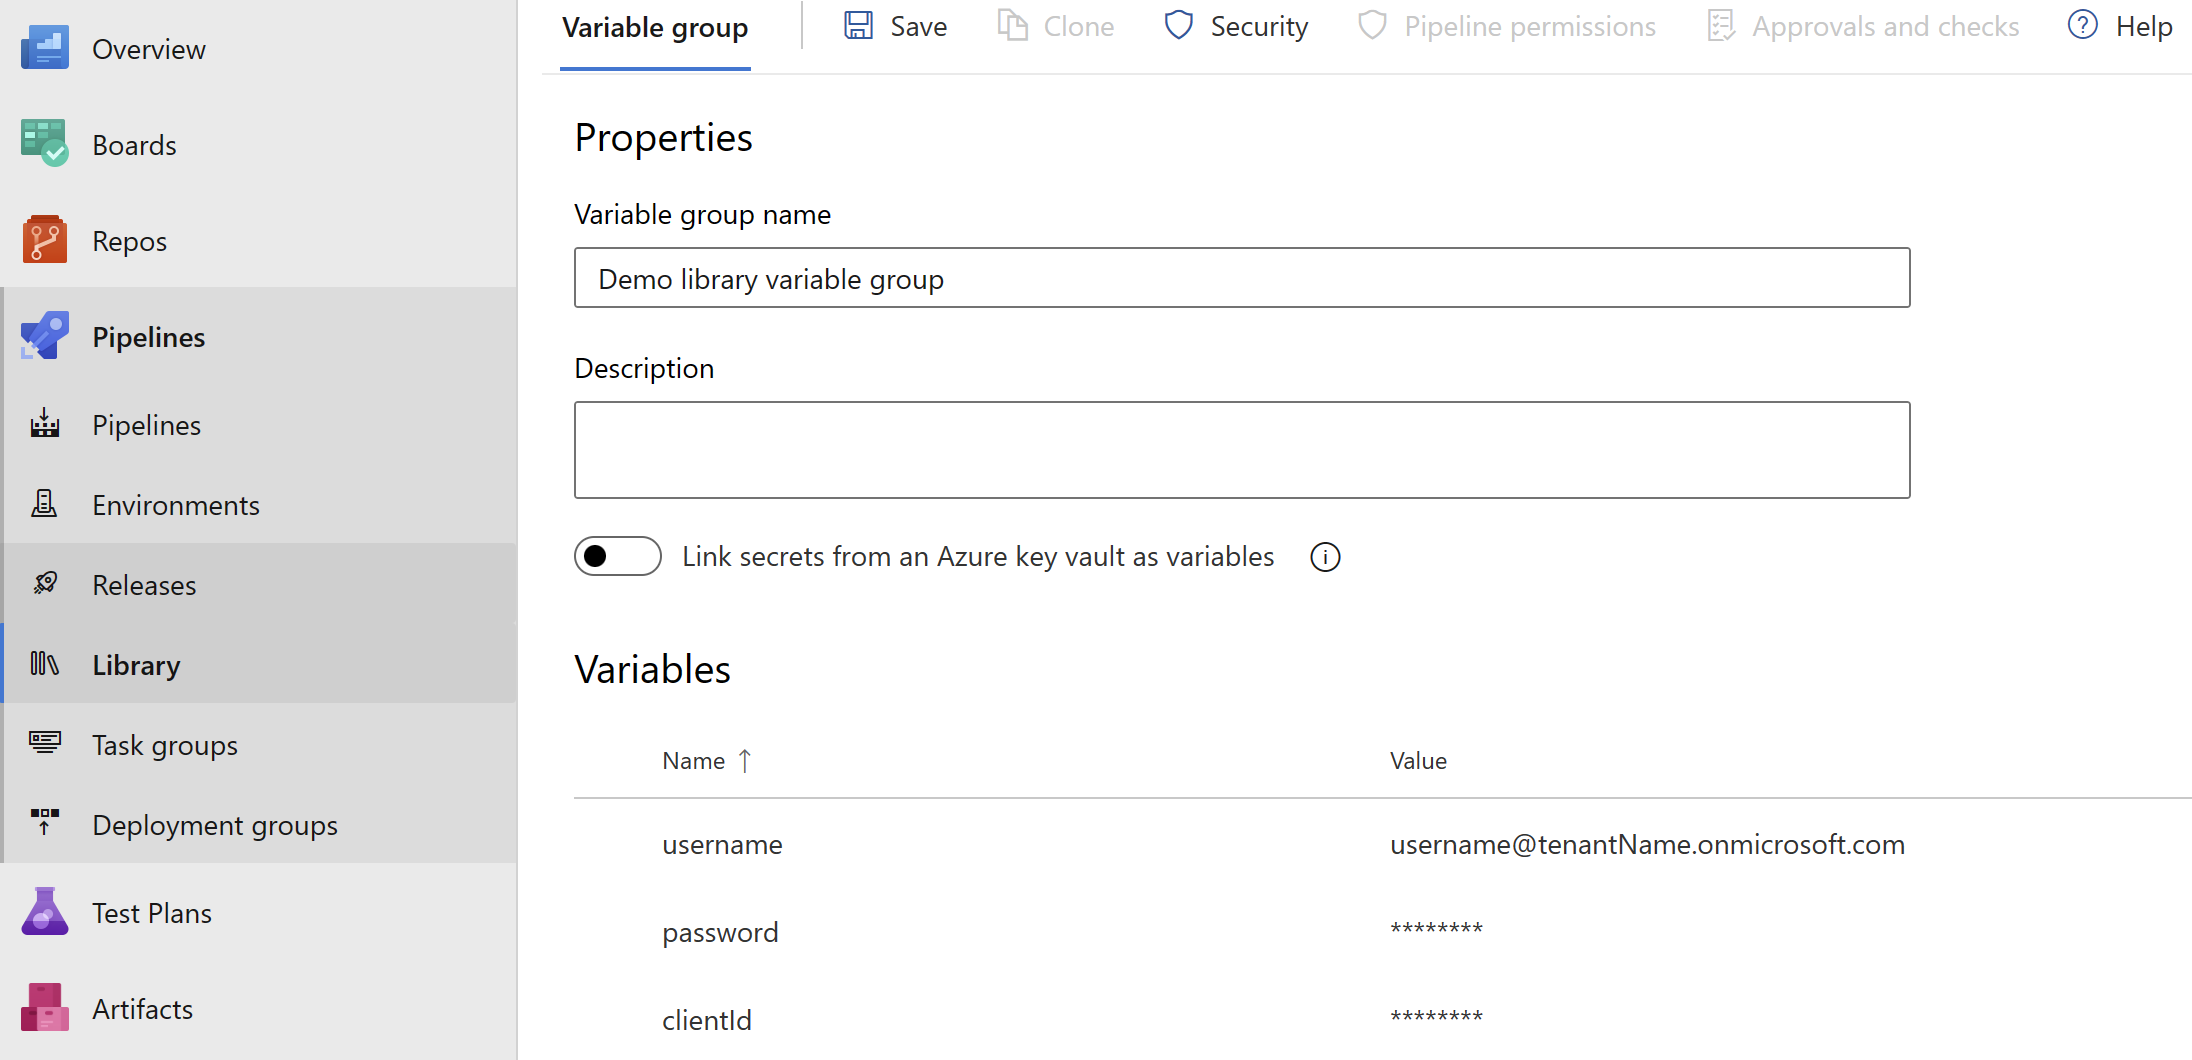 Overview
Boards
Repos
Pipelines
Pipelines
Environments
Releases
Library
Task groups
Deployment groups
Test Plans
Artifacts
Variable group Save Clone Security Pipeline permissions Approvals and checks Help
Properties
Variable group name
Demo library variable group
Description
Link secrets from an Azure key vault as variables
Variables
Name ↑ Value
username username@tenantName.onmicrosoft.com
password ********
clientId ********